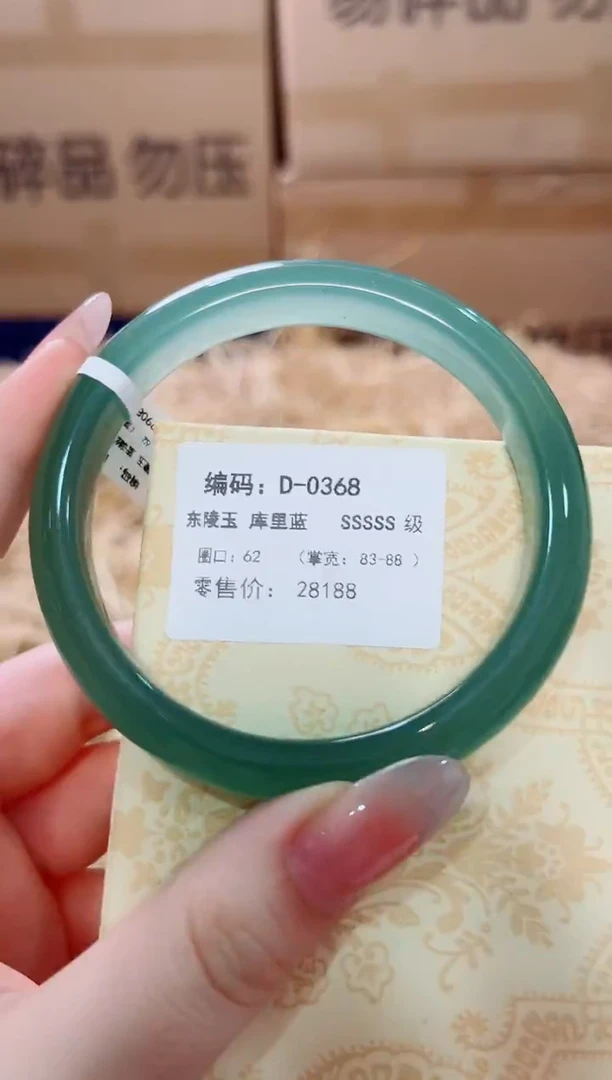 碎品 勿压
编码：D-0368
东陵玉 库里蓝 SSSSS 级
圈口：62 （掌宽：83-88 ）
零售价： 28188